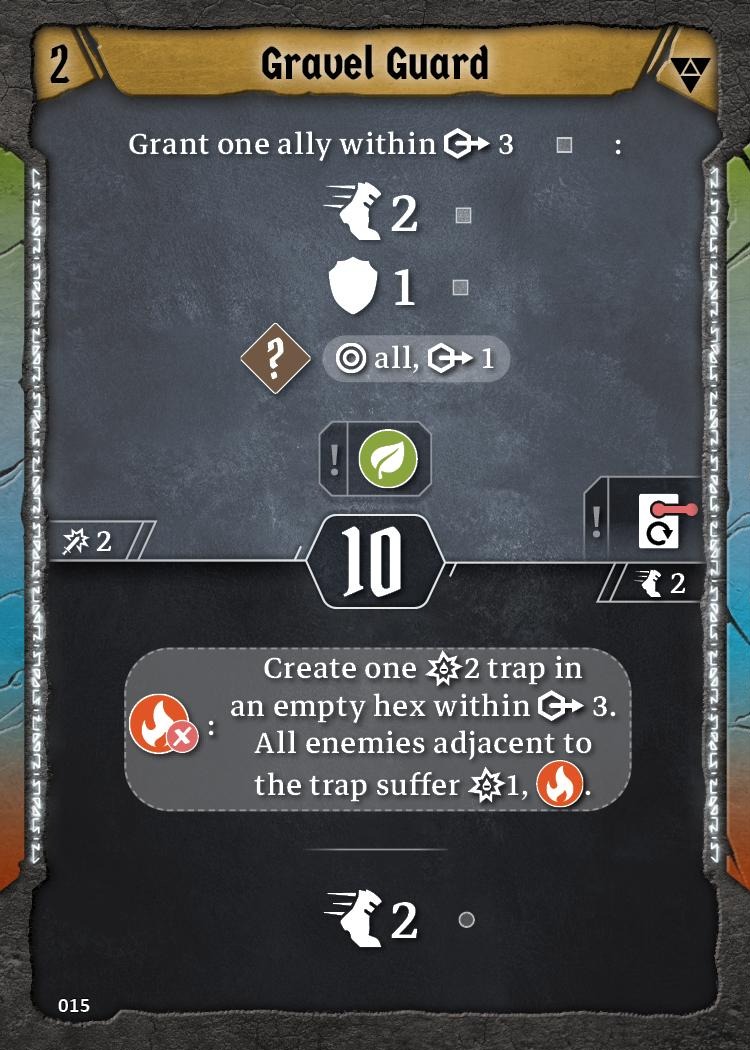 2 Gravel Guard
Grant one ally within 3 :
2
1
? all, 1
!
!
2
10
2
: Create one 2 trap in
an empty hex within 3.
All enemies adjacent to
the trap suffer 1, .
2
015